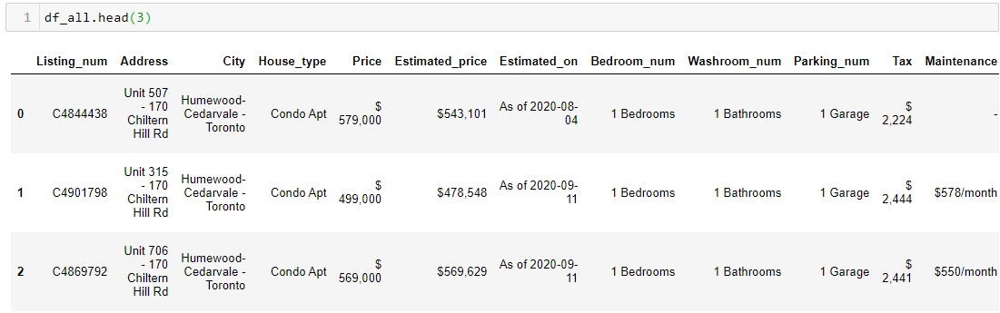 1 df_all.head(3)
Listing_num Address City House_type Price Estimated_price Estimated_on Bedroom_num Washroom_num Parking_num Tax Maintenance
0 C4844438 Unit 507 - 170 Chiltern Hill Rd Humewood-Cedarvale - Toronto Condo Apt $ 579,000 $543,101 As of 2020-08-04 1 Bedrooms 1 Bathrooms 1 Garage $ 2,224 -
1 C4901798 Unit 315 - 170 Chiltern Hill Rd Humewood-Cedarvale - Toronto Condo Apt $ 499,000 $478,548 As of 2020-09-11 1 Bedrooms 1 Bathrooms 1 Garage $ 2,444 $578/month
2 C4869792 Unit 706 - 170 Chiltern Hill Rd Humewood-Cedarvale - Toronto Condo Apt $ 569,000 $569,629 As of 2020-09-11 1 Bedrooms 1 Bathrooms 1 Garage $ 2,441 $550/month